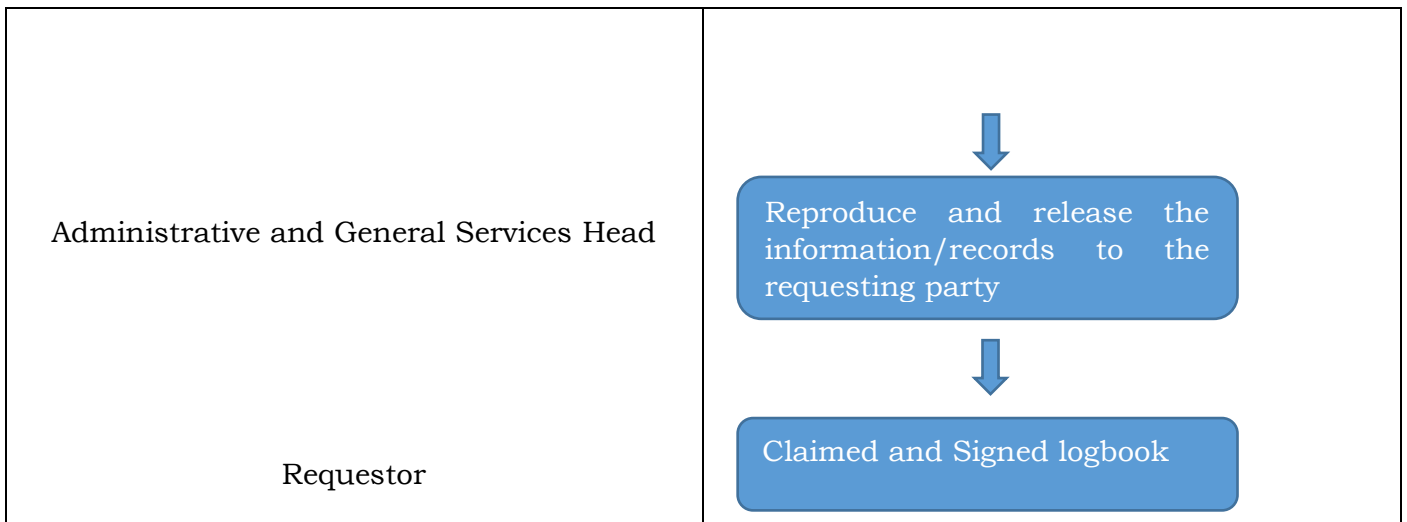 Administrative and General Services Head
Reproduce and release the
information/records to the
requesting party
Requestor
Claimed and Signed logbook